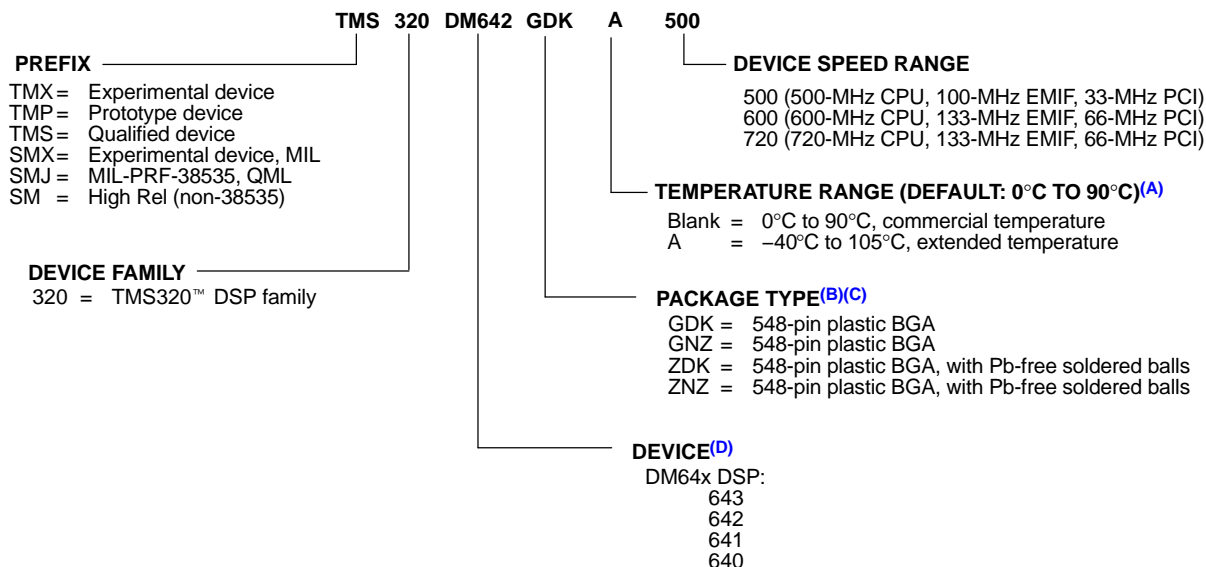 TMS 320 DM642 GDK A 500
PREFIX
TMX = Experimental device
TMP = Prototype device
TMS = Qualified device
SMX = Experimental device, MIL
SMJ = MIL-PRF-38535, QML
SM = High Rel (non-38535)
DEVICE SPEED RANGE
500 (500-MHz CPU, 100-MHz EMIF, 33-MHz PCI)
600 (600-MHz CPU, 133-MHz EMIF, 66-MHz PCI)
720 (720-MHz CPU, 133-MHz EMIF, 66-MHz PCI)
TEMPERATURE RANGE (DEFAULT: 0°C TO 90°C)(A)
Blank = 0°C to 90°C, commercial temperature
A = −40°C to 105°C, extended temperature
DEVICE FAMILY
320 = TMS320™ DSP family
PACKAGE TYPE(B)(C)
GDK = 548-pin plastic BGA
GNZ = 548-pin plastic BGA
ZDK = 548-pin plastic BGA, with Pb-free soldered balls
ZNZ = 548-pin plastic BGA, with Pb-free soldered balls
DEVICE(D)
DM64x DSP:
643
642
641
640